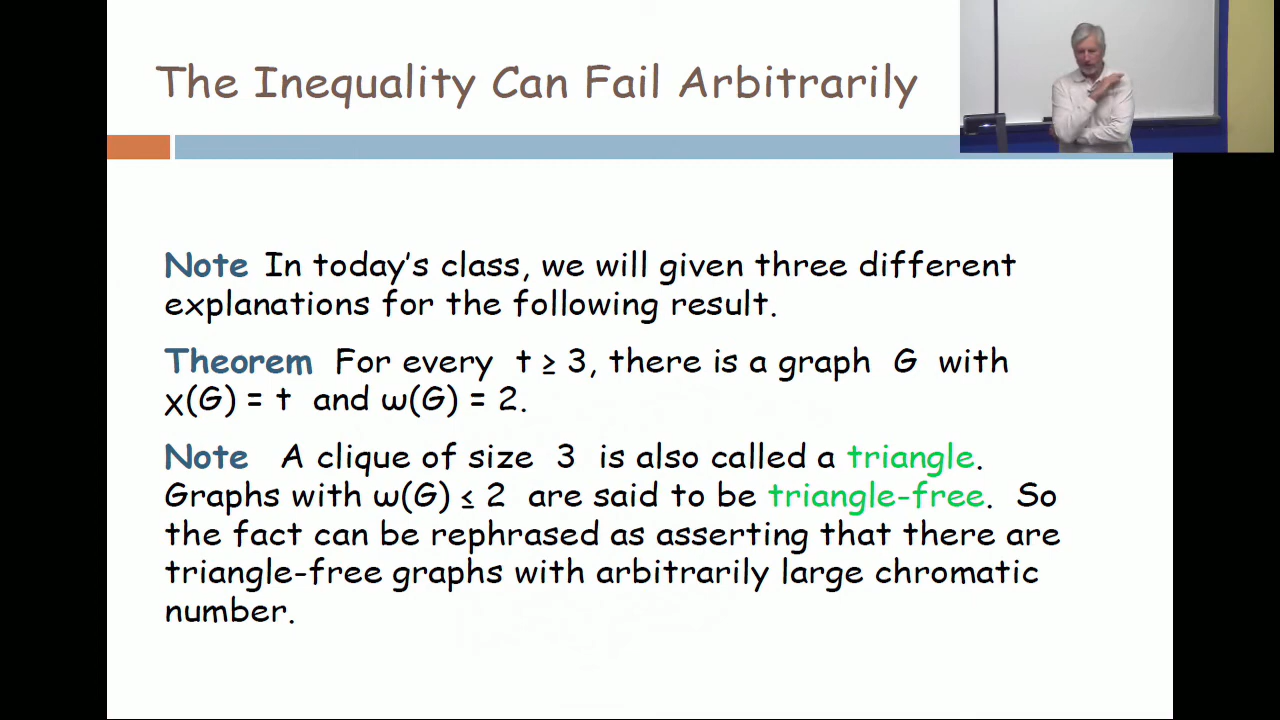 The Inequality Can Fail Arbitrarily
Note In today's class, we will given three different
explanations for the following result.
Theorem For every t ≥ 3, there is a graph G with
χ(G) = t and ω(G) = 2.
Note A clique of size 3 is also called a triangle.
Graphs with ω(G) ≤ 2 are said to be triangle-free. So
the fact can be rephrased as asserting that there are
triangle-free graphs with arbitrarily large chromatic
number.